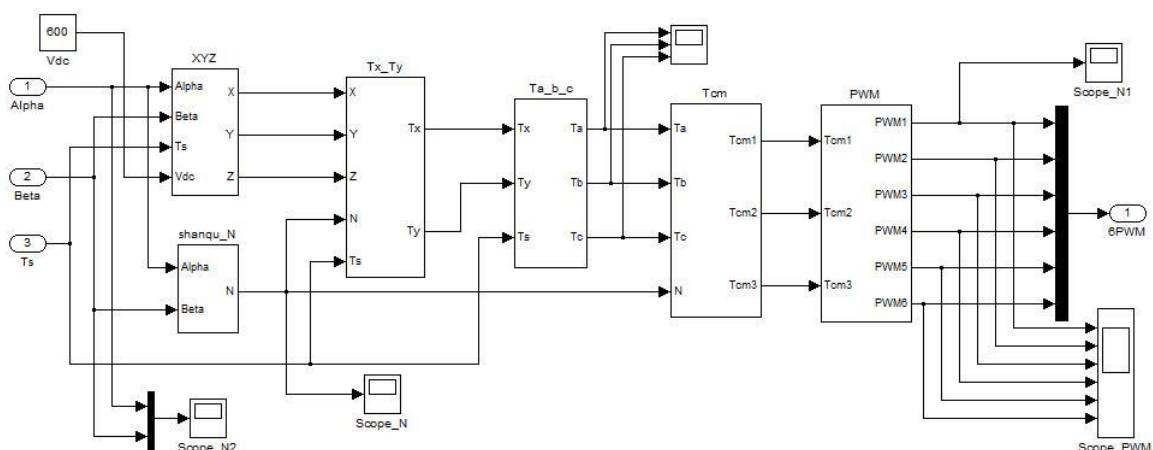 600
Vdc
1
Alpha
2
Beta
3
Ts
XYZ
Alpha
Beta
Ts
Vdc
X
Y
Z
shanqu_N
Alpha
Beta
N
Tx_Ty
X
Y
Z
N
Ts
Tx
Ty
Ta_b_c
Tx
Ty
Ts
Ta
Tb
Tc
Tcm
Ta
Tb
Tc
N
Tcm1
Tcm2
Tcm3
PWM
Tcm1
Tcm2
Tcm3
PWM1
PWM2
PWM3
PWM4
PWM5
PWM6
Scope_N1
1
6PWM
Scope_N2
Scope_N
Scope_PWM